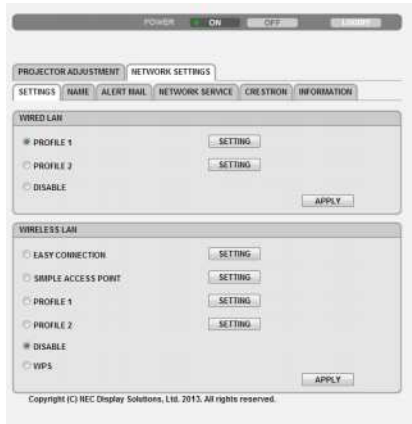 POWER ON OFF LOGOUT
PROJECTOR ADJUSTMENT NETWORK SETTINGS
SETTINGS NAME ALERT MAIL NETWORK SERVICE CRESTRON INFORMATION
WIRED LAN
PROFILE 1 SETTING
PROFILE 2 SETTING
DISABLE
APPLY
WIRELESS LAN
EASY CONNECTION SETTING
SIMPLE ACCESS POINT SETTING
PROFILE 1 SETTING
PROFILE 2 SETTING
DISABLE
WPS
APPLY
Copyright (C) NEC Display Solutions, Ltd. 2013. All rights reserved.